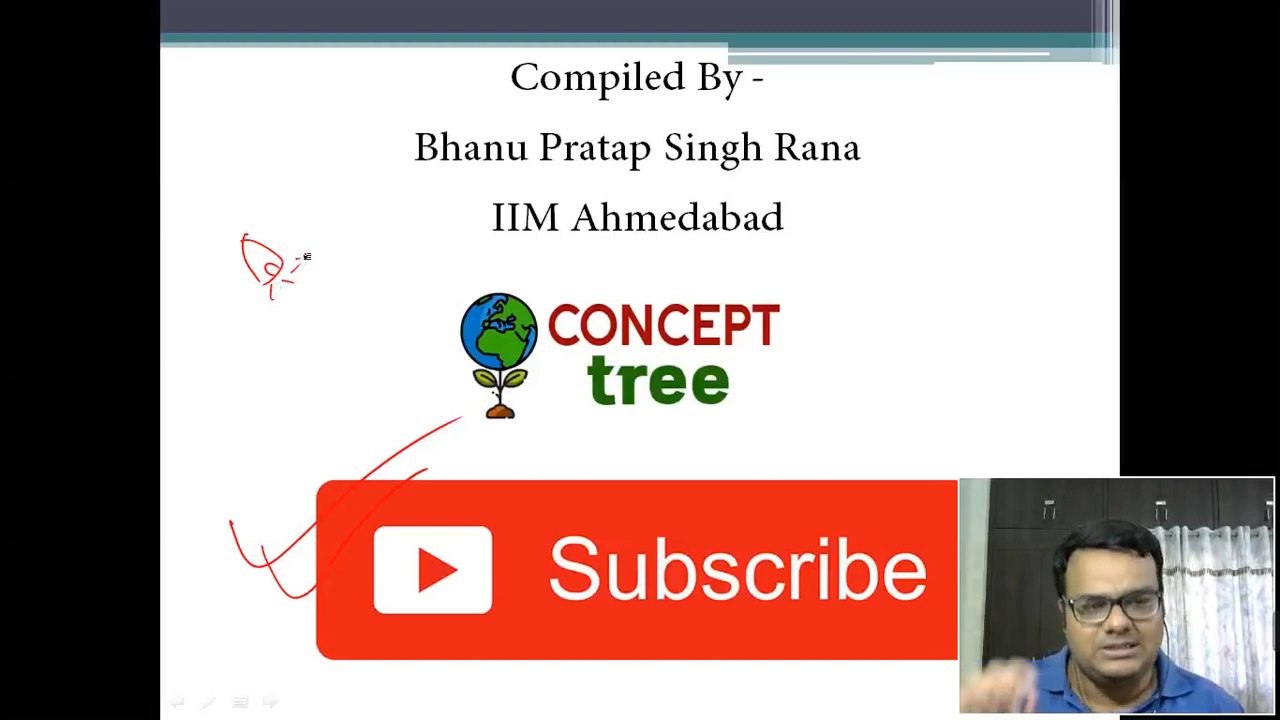 Compiled By -
Bhanu Pratap Singh Rana
IIM Ahmedabad
CONCEPT
tree
Subscribe